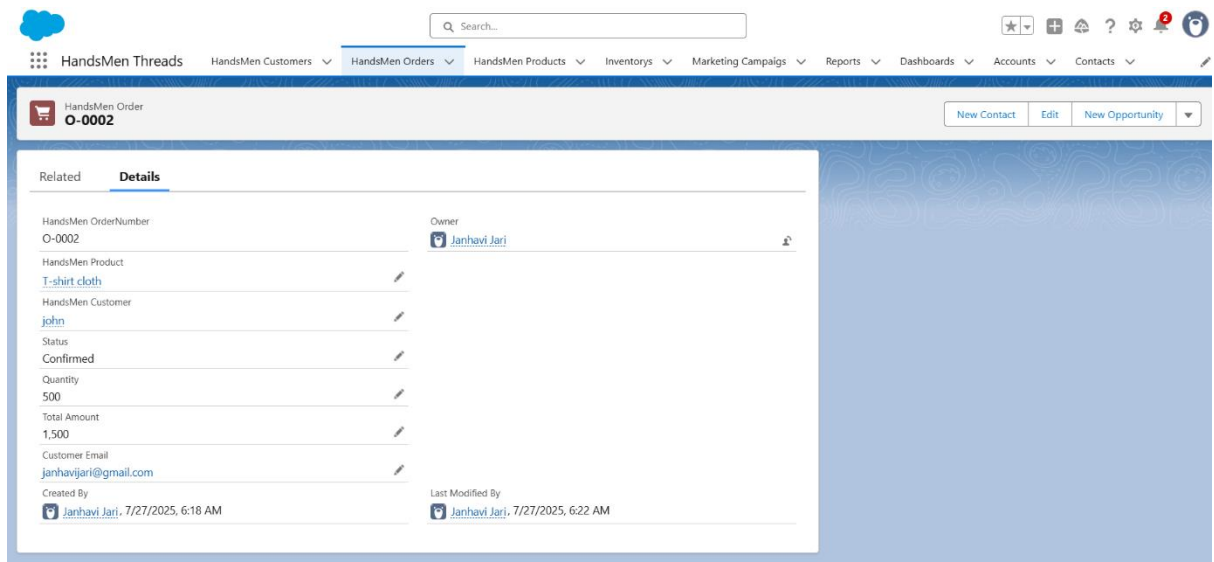 Search...
2
HandsMen Threads HandsMen Customers HandsMen Orders HandsMen Products Inventorys Marketing Campaigs Reports Dashboards Accounts Contacts
HandsMen Order
O-0002
New Contact Edit New Opportunity
Related Details
HandsMen OrderNumber
O-0002
Owner
Janhavi Jari
HandsMen Product
T-shirt cloth
HandsMen Customer
john
Status
Confirmed
Quantity
500
Total Amount
1,500
Customer Email
janhavijari@gmail.com
Created By
Janhavi Jari, 7/27/2025, 6:18 AM
Last Modified By
Janhavi Jari, 7/27/2025, 6:22 AM